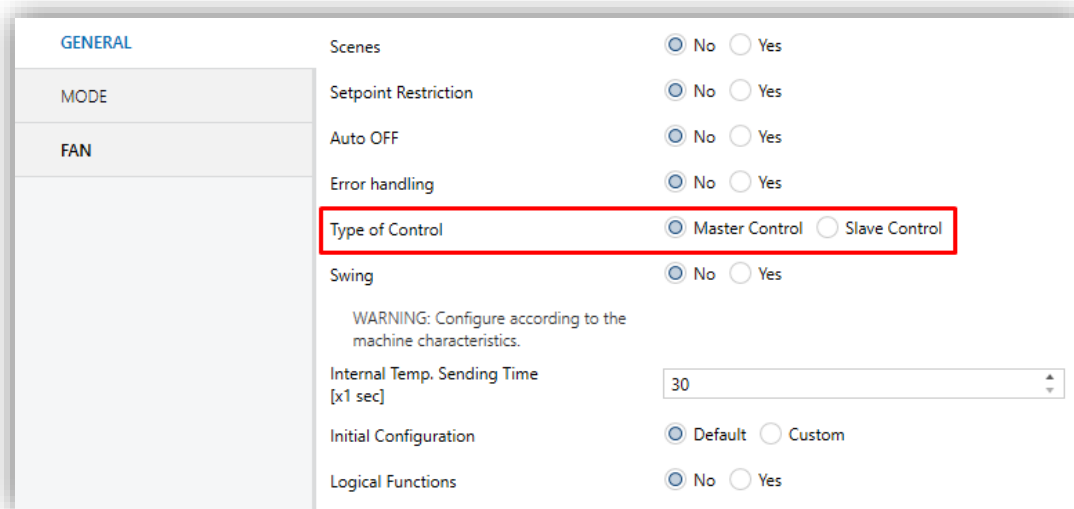 GENERAL
MODE
FAN
Scenes No Yes
Setpoint Restriction No Yes
Auto OFF No Yes
Error handling No Yes
Type of Control Master Control Slave Control
Swing No Yes
WARNING: Configure according to the
machine characteristics.
Internal Temp. Sending Time
[x1 sec]
30
Initial Configuration Default Custom
Logical Functions No Yes